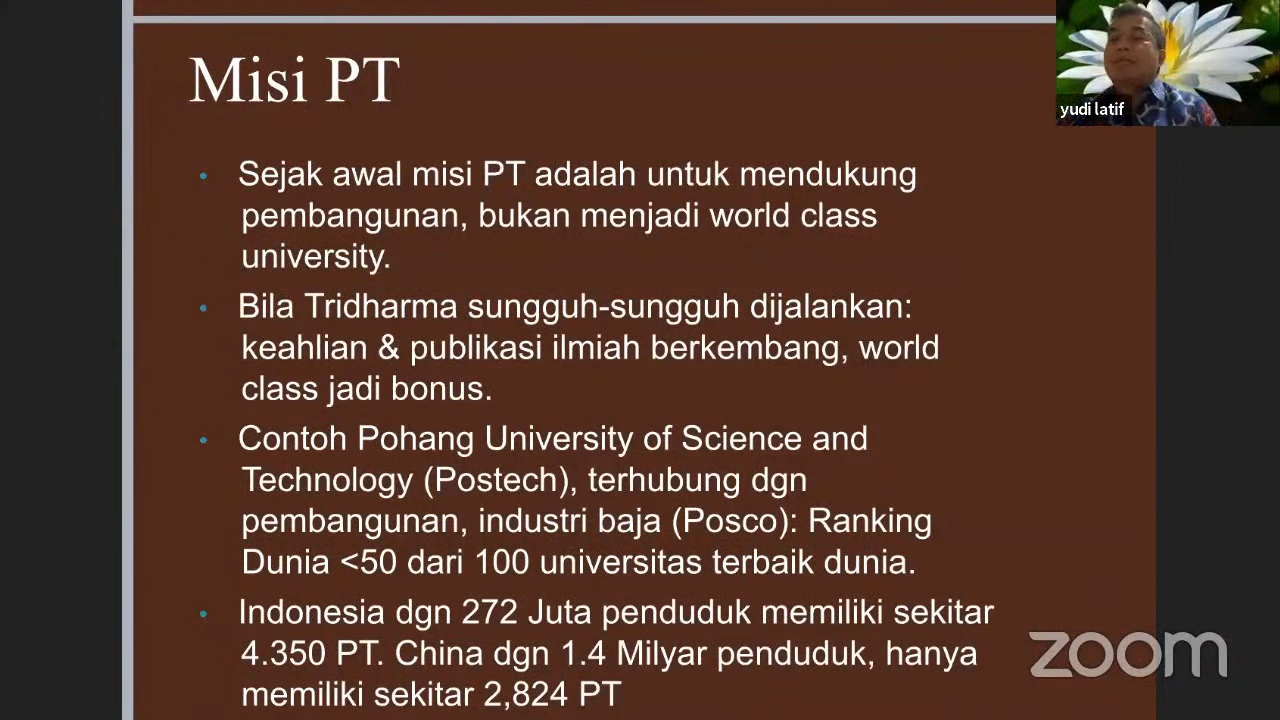 Misi PT
yudi latif
• Sejak awal misi PT adalah untuk mendukung
pembangunan, bukan menjadi world class
university.
• Bila Tridharma sungguh-sungguh dijalankan:
keahlian & publikasi ilmiah berkembang, world
class jadi bonus.
• Contoh Pohang University of Science and
Technology (Postech), terhubung dgn
pembangunan, industri baja (Posco): Ranking
Dunia <50 dari 100 universitas terbaik dunia.
• Indonesia dgn 272 Juta penduduk memiliki sekitar
4.350 PT. China dgn 1.4 Milyar penduduk, hanya
memiliki sekitar 2,824 PT
zoom